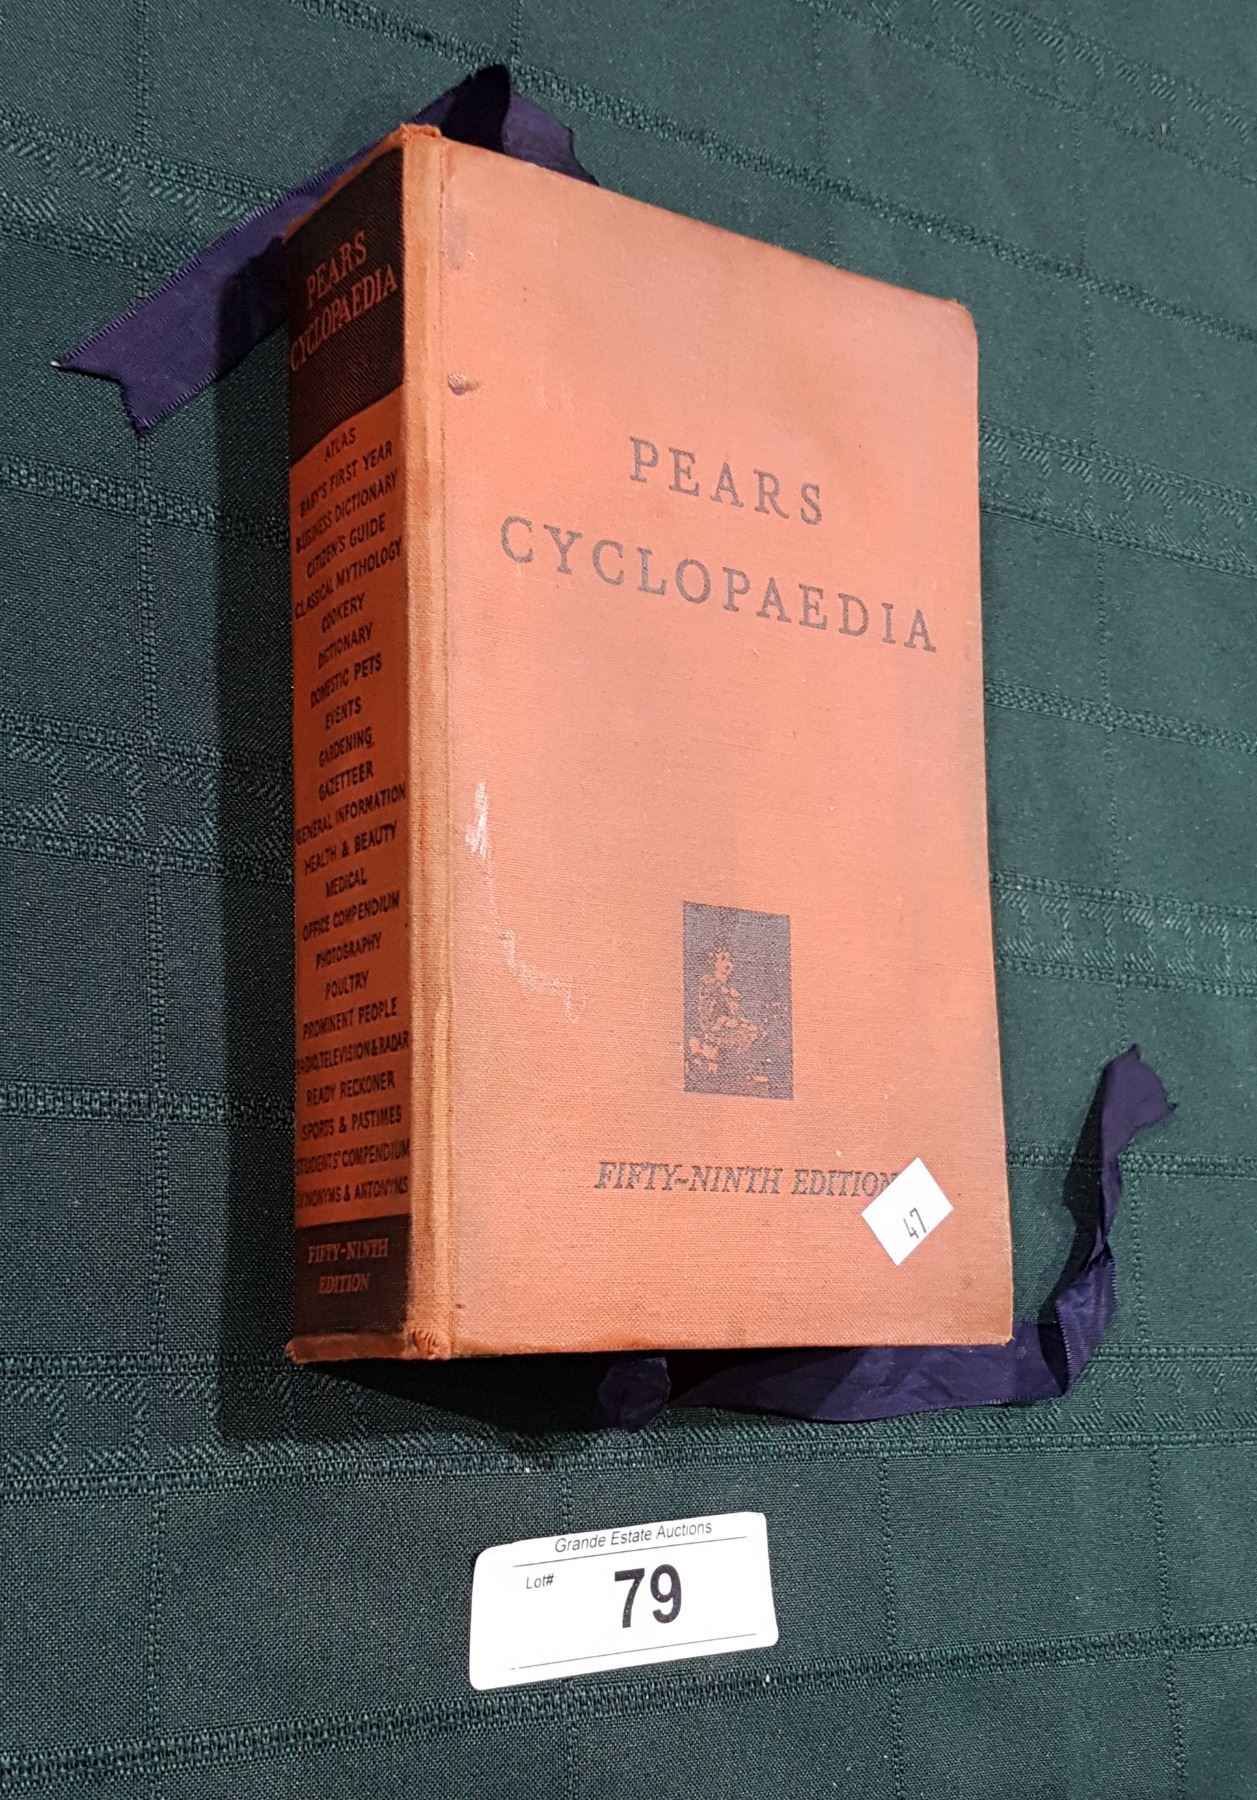 PEARS
CYCLOPAEDIA
ATLAS
BABY'S FIRST YEAR
BUSINESS DICTIONARY
CITIZEN'S GUIDE
CLASSICAL MYTHOLOGY
COOKERY
DICTIONARY
DOMESTIC PETS
EVENTS
GARDENING
GAZETTEER
GENERAL INFORMATION
HEALTH & BEAUTY
MEDICAL
OFFICE COMPENDIUM
PHOTOGRAPHY
POULTRY
PROMINENT PEOPLE
RADIO, TELEVISION & RADAR
READY RECKONER
SPORTS & PASTIMES
STUDENTS' COMPENDIUM
SYNONYMS & ANTONYMS
FIFTY-NINTH
EDITION
PEARS
CYCLOPAEDIA
FIFTY-NINTH EDITION
47
Grande Estate Auctions
Lot#
79